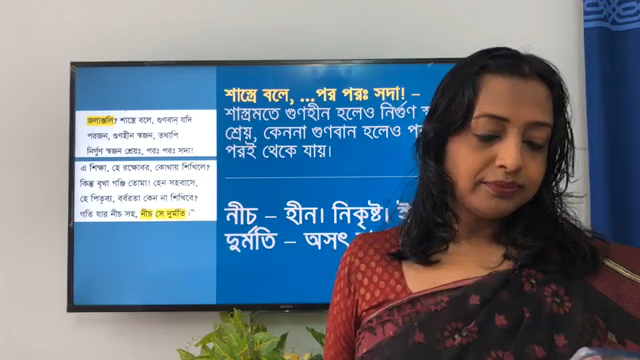 জলাঞ্জলি? শাস্ত্রে বলে, গুণবান্ যদি
পরজন, গুণহীন স্বজন, তথাপি
নির্গুণ স্বজন শ্রেয়ঃ, পরঃ পরঃ সদা!
এ শিক্ষা, হে রক্ষোবর, কোথায় শিখিলে?
কিন্তু বৃথা গঞ্জি তোমা! হেন সহবাসে,
হে পিতৃব্য, বর্বরতা কেন না শিখিবে?
গতি যার নীচ সহ, নীচ সে দুর্মতি।"
শাস্ত্রে বলে, ...পর পরঃ সদা! –
শাস্ত্রমতে গুণহীন হলেও নির্গুণ
শ্রেয়, কেননা গুণবান হলেও
পরই থেকে যায়।
নীচ – হীন। নিকৃষ্ট।
দুর্মতি – অসৎ